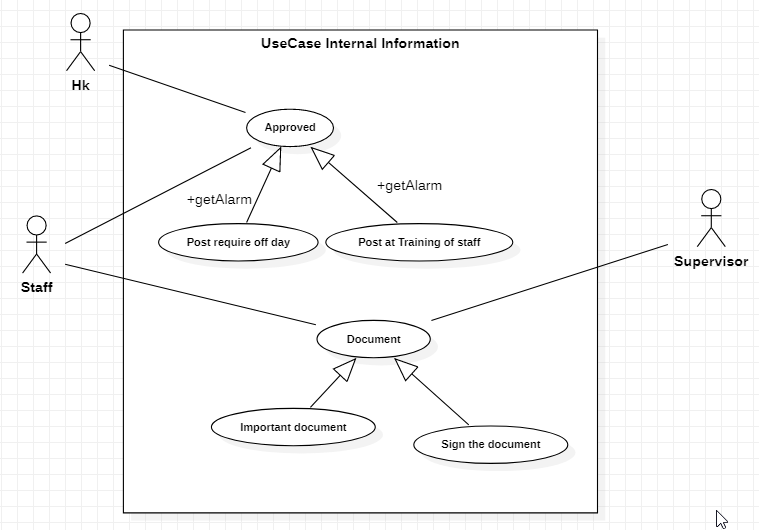 UseCase Internal Information
Hk
Approved
+getAlarm
+getAlarm
Post require off day
Post at Training of staff
Staff
Supervisor
Document
Important document
Sign the document